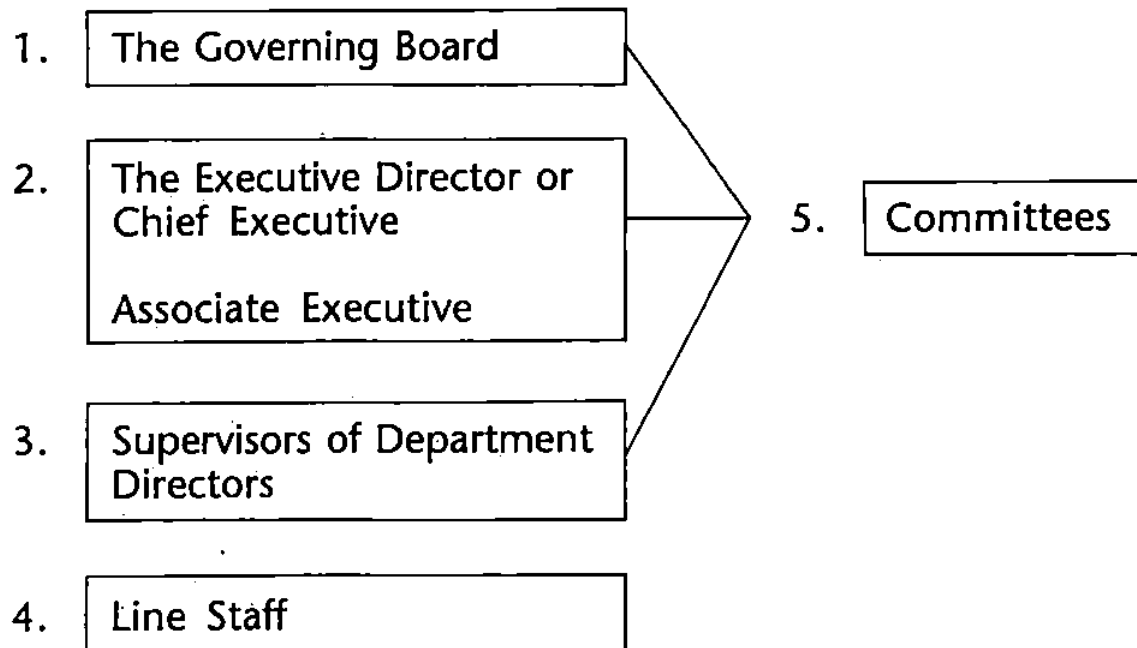 1. The Governing Board
2. The Executive Director or
Chief Executive
Associate Executive
5. Committees
3. Supervisors of Department
Directors
4. Line Staff